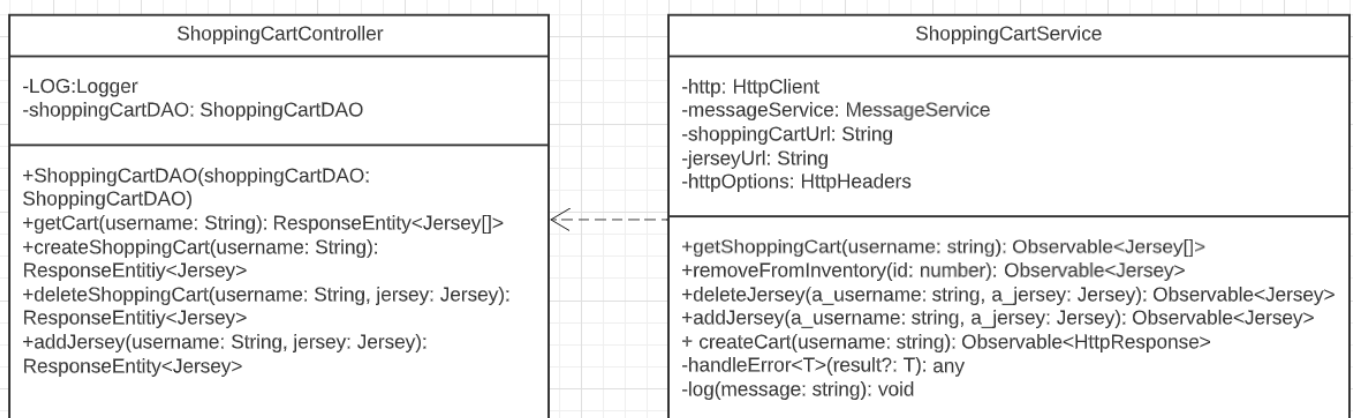 ShoppingCartController
-LOG:Logger
-shoppingCartDAO: ShoppingCartDAO
+ShoppingCartDAO(shoppingCartDAO:
ShoppingCartDAO)
+getCart(username: String): ResponseEntity<Jersey[]>
+createShoppingCart(username: String):
ResponseEntitiy<Jersey>
+deleteShoppingCart(username: String, jersey: Jersey):
ResponseEntitiy<Jersey>
+addJersey(username: String, jersey: Jersey):
ResponseEntity<Jersey>
ShoppingCartService
-http: HttpClient
-messageService: MessageService
-shoppingCartUrl: String
-jerseyUrl: String
-httpOptions: HttpHeaders
+getShoppingCart(username: string): Observable<Jersey[]>
+removeFromInventory(id: number): Observable<Jersey>
+deleteJersey(a_username: string, a_jersey: Jersey): Observable<Jersey>
+addJersey(a_username: string, a_jersey: Jersey): Observable<Jersey>
+ createCart(username: string): Observable<HttpResponse>
-handleError<T>(result?: T): any
-log(message: string): void